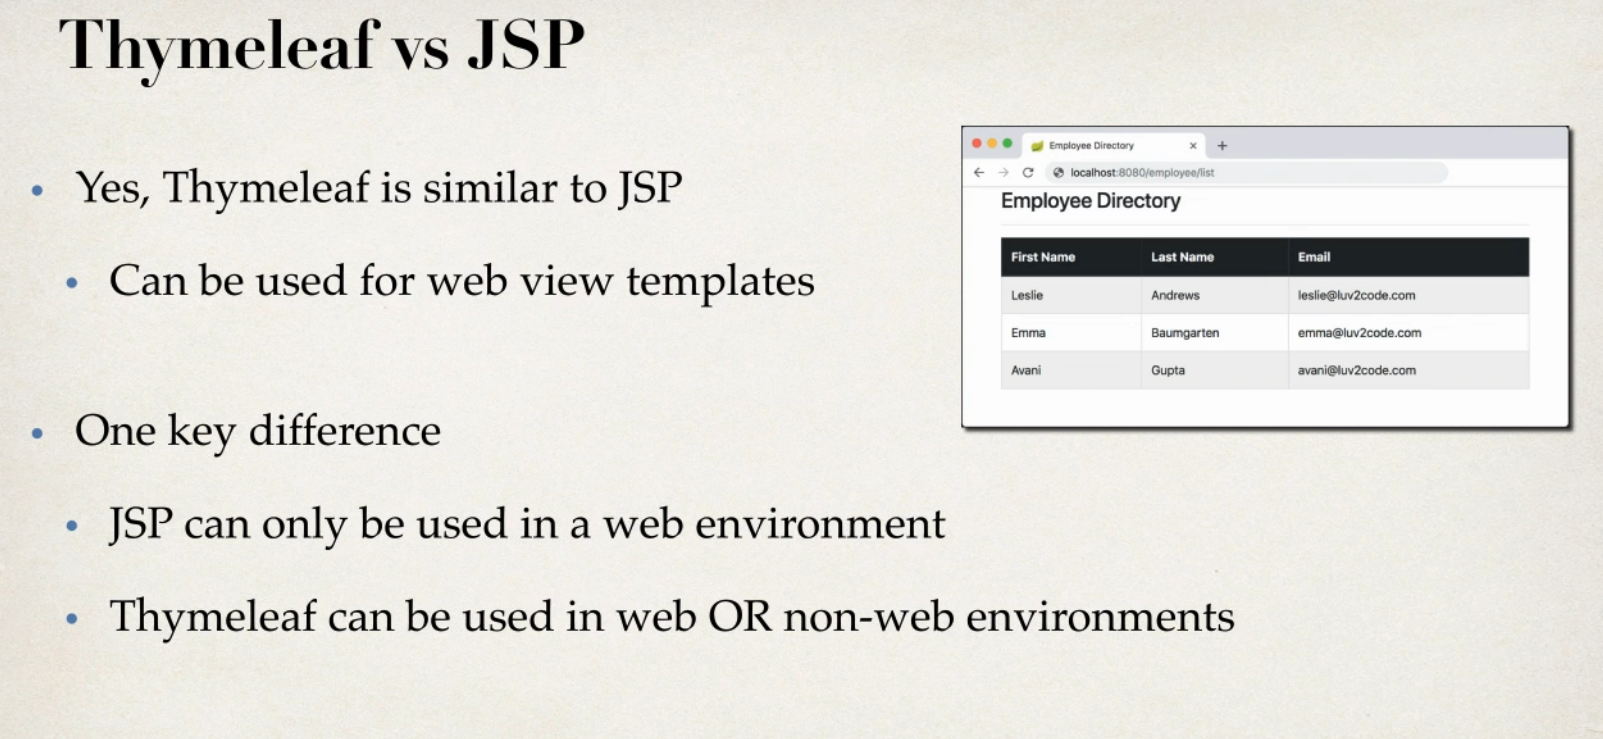 Thymeleaf vs JSP
Yes, Thymeleaf is similar to JSP
Can be used for web view templates
One key difference
JSP can only be used in a web environment
Thymeleaf can be used in web OR non-web environments
Employee Directory
localhost:8080/employee/list
Employee Directory
First Name Last Name Email
Leslie Andrews leslie@luv2code.com
Emma Baumgarten emma@luv2code.com
Avani Gupta avani@luv2code.com